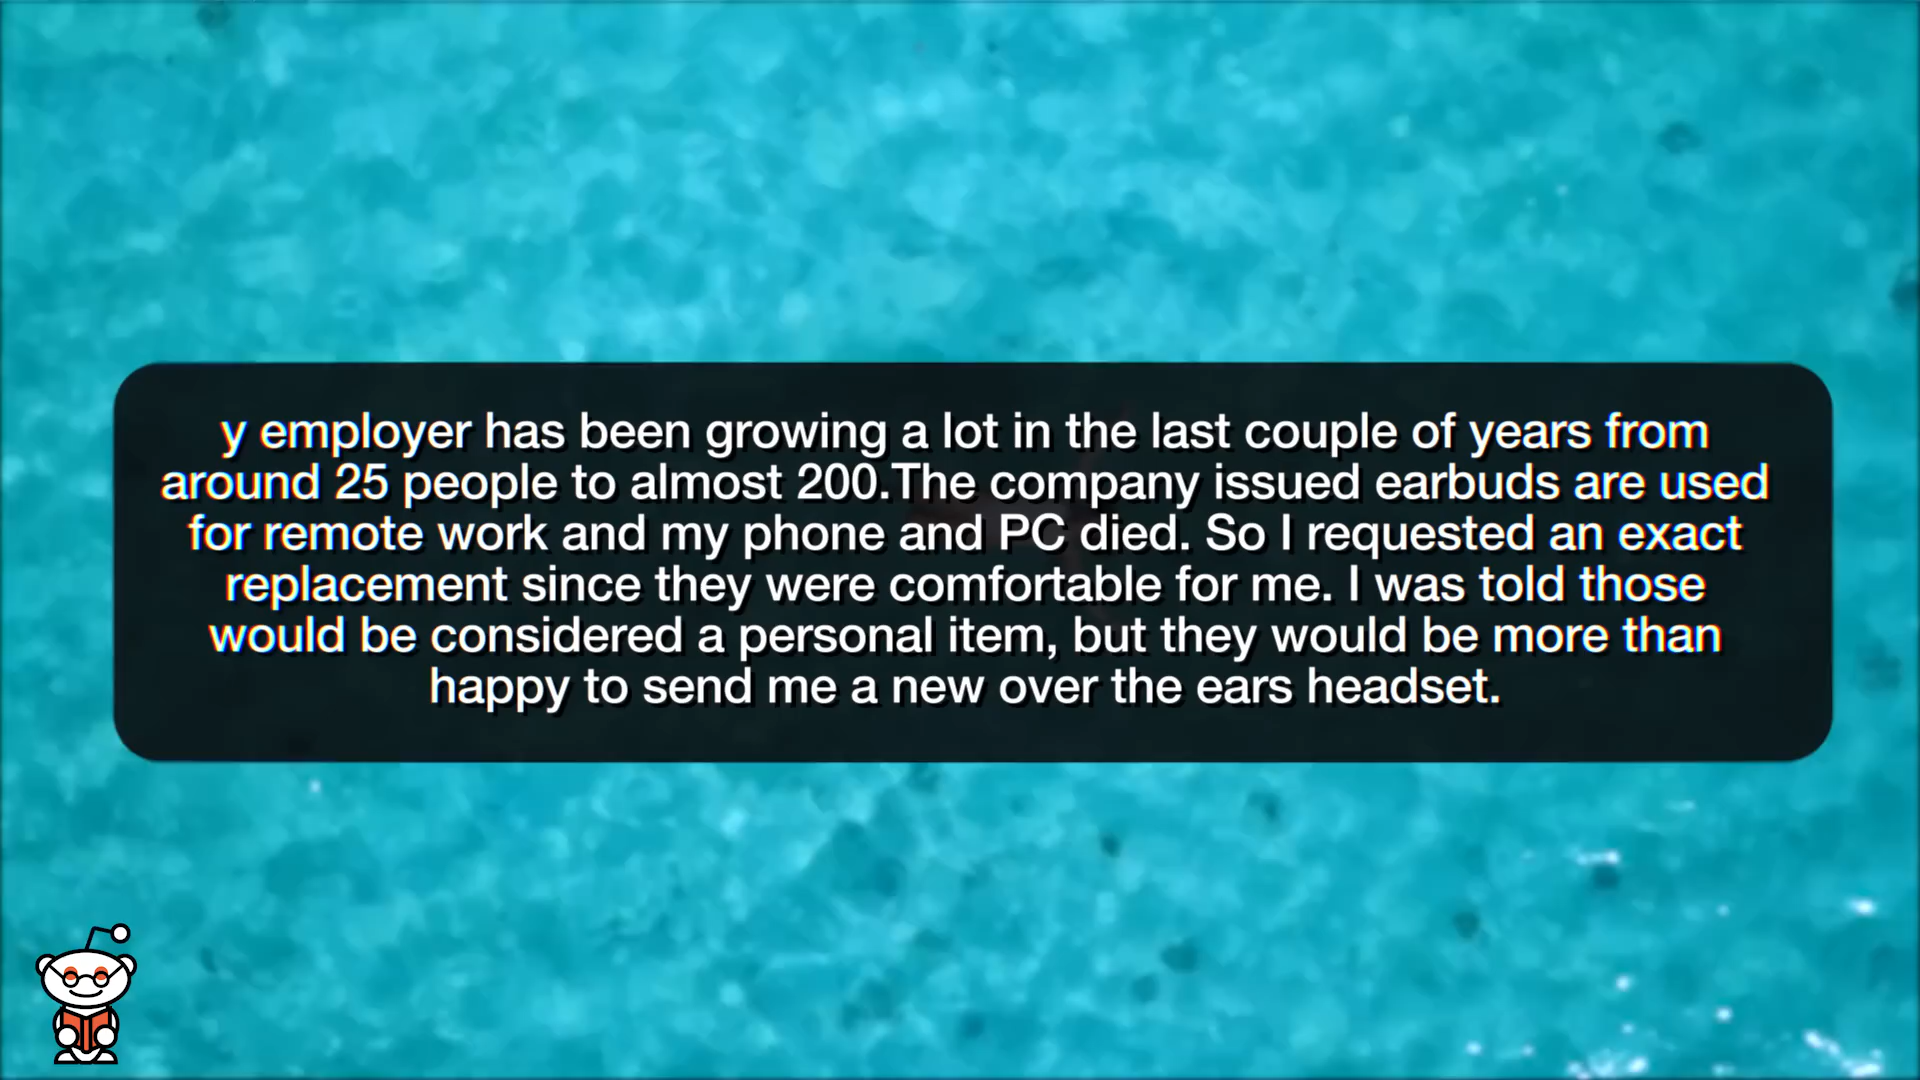 y employer has been growing a lot in the last couple of years from
around 25 people to almost 200.The company issued earbuds are used
for remote work and my phone and PC died. So I requested an exact
replacement since they were comfortable for me. I was told those
would be considered a personal item, but they would be more than
happy to send me a new over the ears headset.